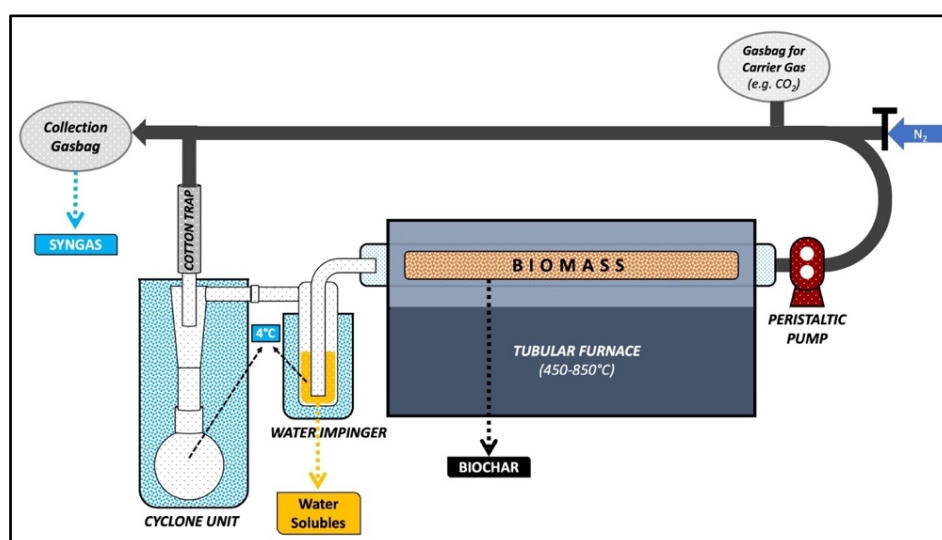 Gasbag for
Carrier Gas
(e.g. CO₂)
N₂
Collection
Gasbag
SYNGAS
COTTON TRAP
BIOMASS
PERISTALTIC
PUMP
4°C
TUBULAR FURNACE
(450-850°C)
WATER IMPINGER
BIOCHAR
Water
Solubles
CYCLONE UNIT